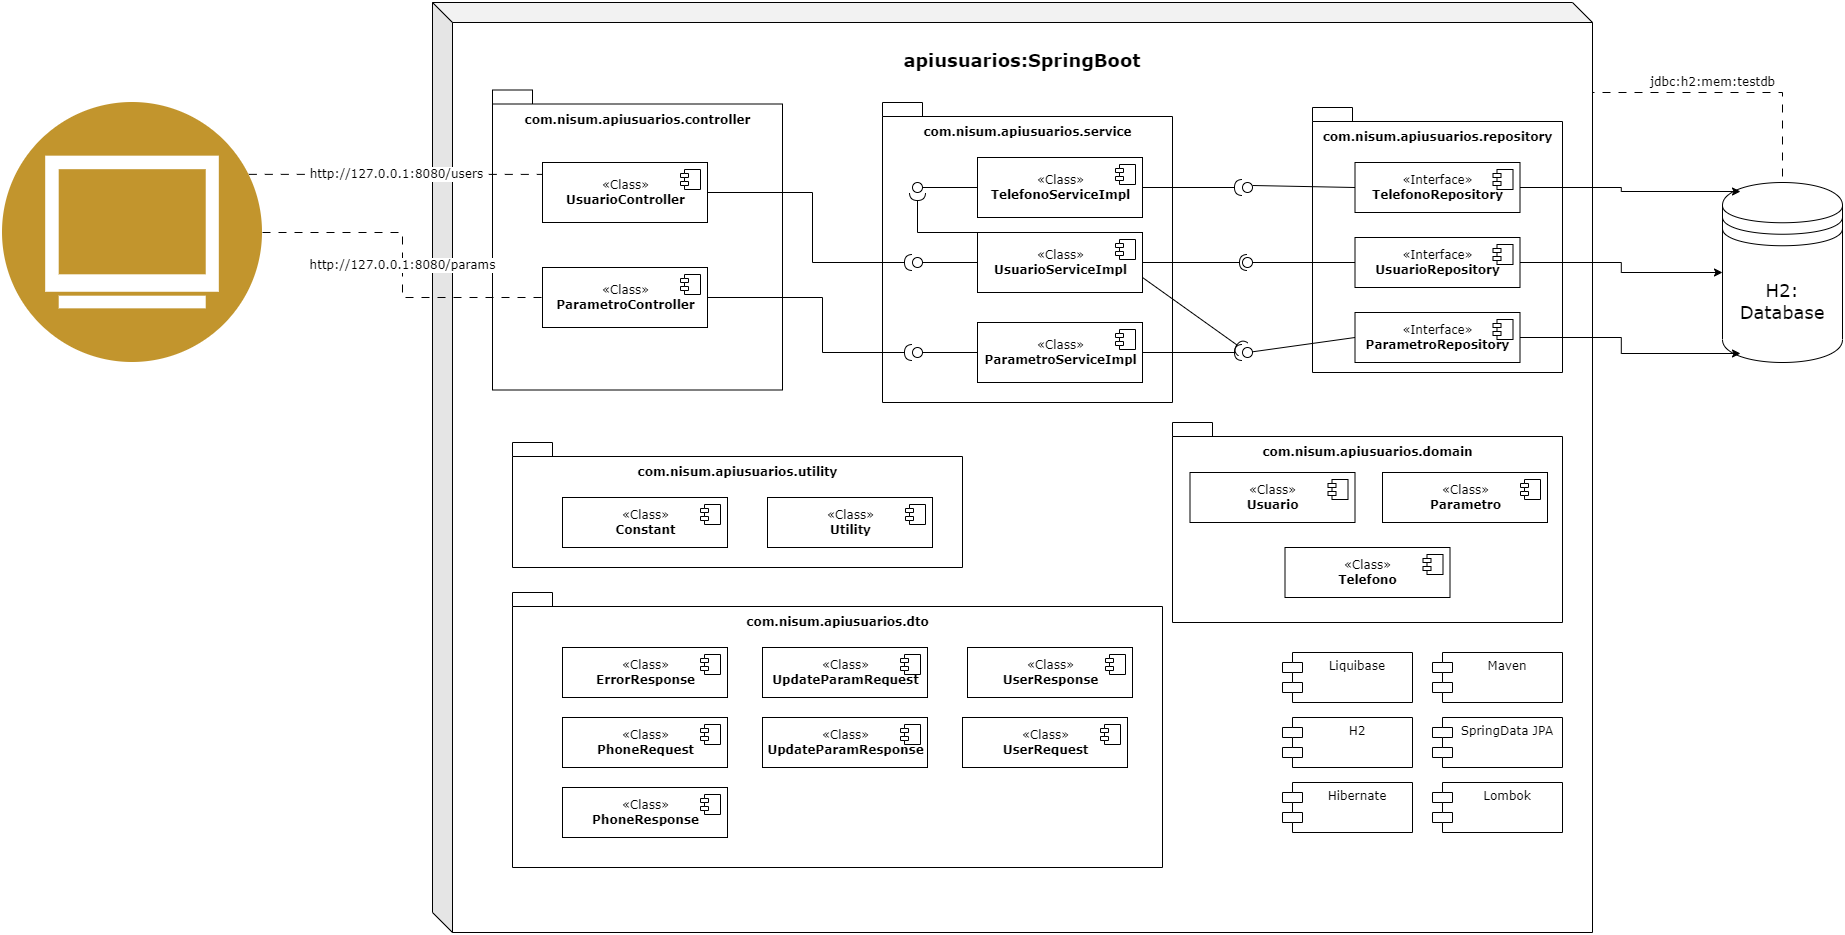 apiusuarios:SpringBoot
jdbc:h2:mem:testdb
http://127.0.0.1:8080/users
http://127.0.0.1:8080/params
com.nisum.apiusuarios.controller
«Class»
UsuarioController
«Class»
ParametroController
com.nisum.apiusuarios.service
«Class»
TelefonoServiceImpl
«Class»
UsuarioServiceImpl
«Class»
ParametroServiceImpl
com.nisum.apiusuarios.repository
«Interface»
TelefonoRepository
«Interface»
UsuarioRepository
«Interface»
ParametroRepository
H2:
Database
com.nisum.apiusuarios.utility
«Class»
Constant
«Class»
Utility
com.nisum.apiusuarios.domain
«Class»
Usuario
«Class»
Parametro
«Class»
Telefono
com.nisum.apiusuarios.dto
«Class»
ErrorResponse
«Class»
UpdateParamRequest
«Class»
UserResponse
«Class»
PhoneRequest
«Class»
UpdateParamResponse
«Class»
UserRequest
«Class»
PhoneResponse
Liquibase
Maven
H2
SpringData JPA
Hibernate
Lombok